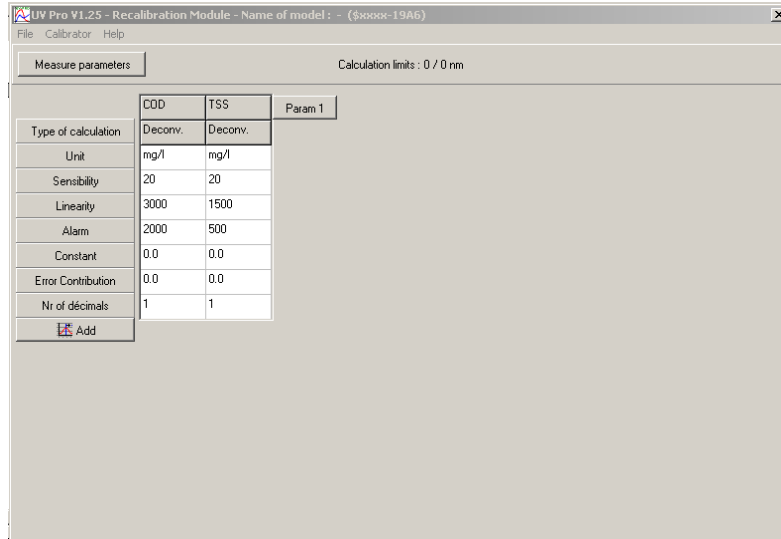 UV Pro V1.25 - Recalibration Module - Name of model : - ($xxxx-19A6)
File Calibrator Help
Measure parameters Calculation limits : 0 / 0 nm
COD TSS Param 1
Type of calculation Deconv. Deconv.
Unit mg/l mg/l
Sensibility 20 20
Linearity 3000 1500
Alarm 2000 500
Constant 0.0 0.0
Error Contribution 0.0 0.0
Nr of décimals 1 1
Add